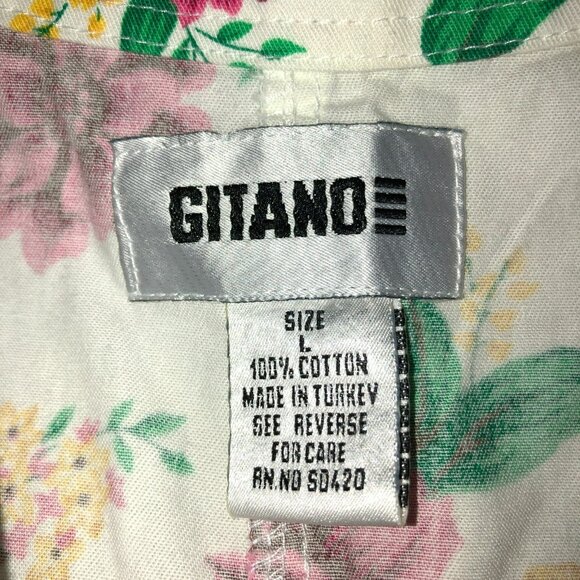 GITANO
SIZE
L
100% COTTON
MADE IN TURKEY
SEE REVERSE
FOR CARE
RN.NO 50420